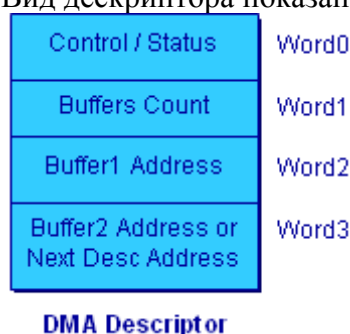 Вид дескриптора показан
Control / Status Word0
Buffers Count Word1
Buffer1 Address Word2
Buffer2 Address or Word3
Next Desc Address
DMA Descriptor